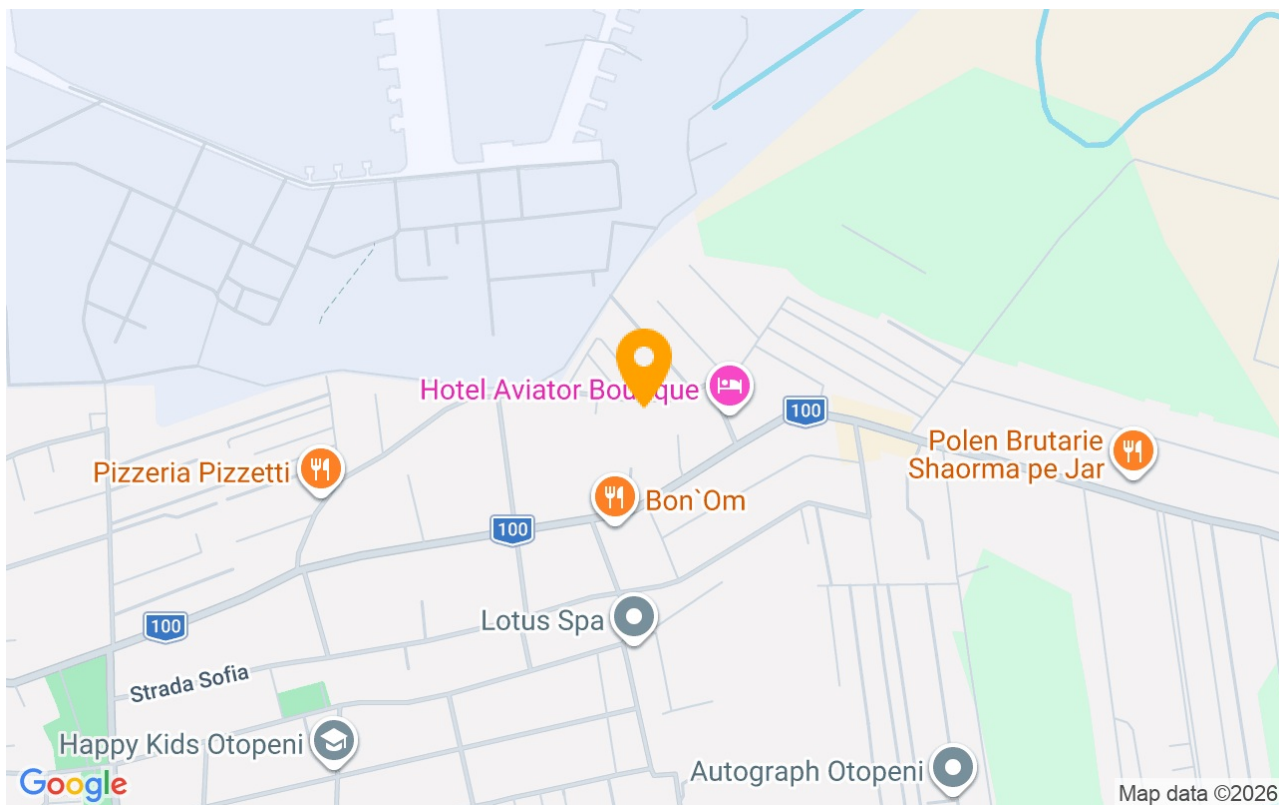 Hotel Aviator Boutique
100
Polen Brutarie
Shaorma pe Jar
Pizzeria Pizzetti
Bon`Om
100
Lotus Spa
100
Strada Sofia
Happy Kids Otopeni
Autograph Otopeni
Google
Map data ©2026